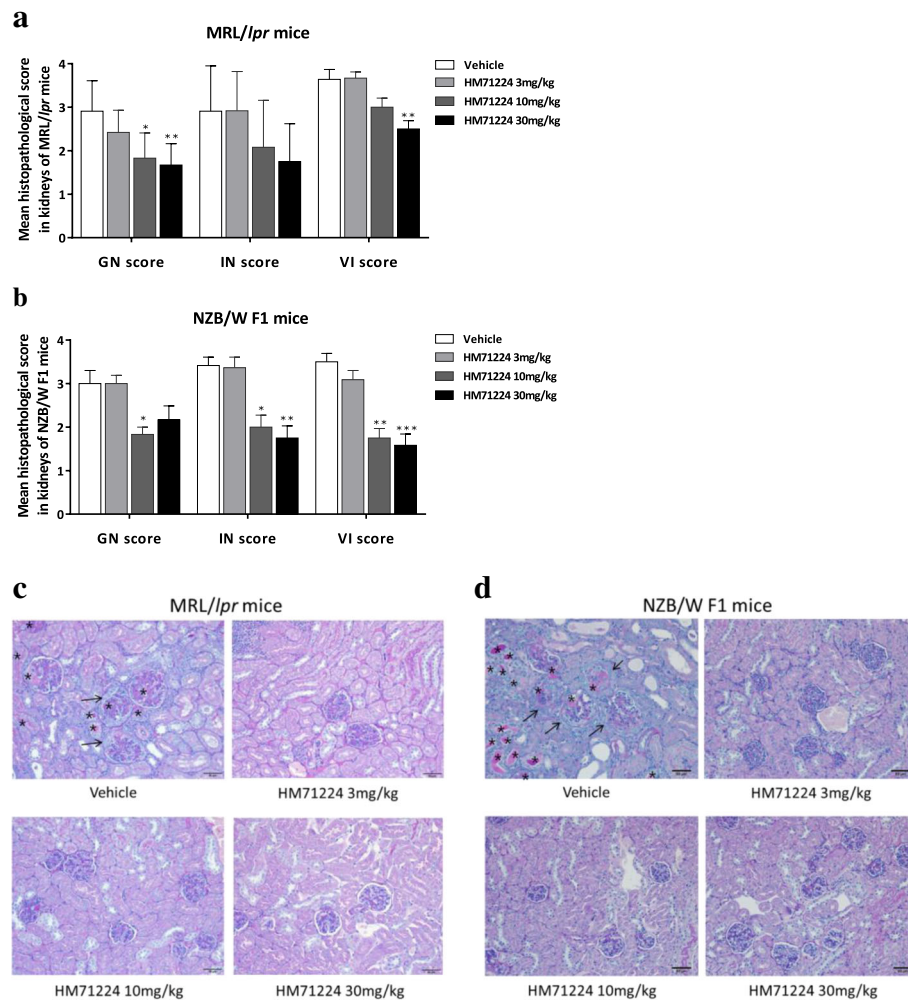 a
MRL/lpr mice
Mean histopathological score
in kidneys of MRL/lpr mice
4
3
2
1
0
*
**
**
GN score
IN score
VI score
Vehicle
HM71224 3mg/kg
HM71224 10mg/kg
HM71224 30mg/kg
b
NZB/W F1 mice
Mean histopathological score
in kidneys of NZB/W F1 mice
4
3
2
1
0
*
*
**
**
***
GN score
IN score
VI score
Vehicle
HM71224 3mg/kg
HM71224 10mg/kg
HM71224 30mg/kg
c
MRL/lpr mice
Vehicle
HM71224 3mg/kg
HM71224 10mg/kg
HM71224 30mg/kg
d
NZB/W F1 mice
Vehicle
HM71224 3mg/kg
HM71224 10mg/kg
HM71224 30mg/kg